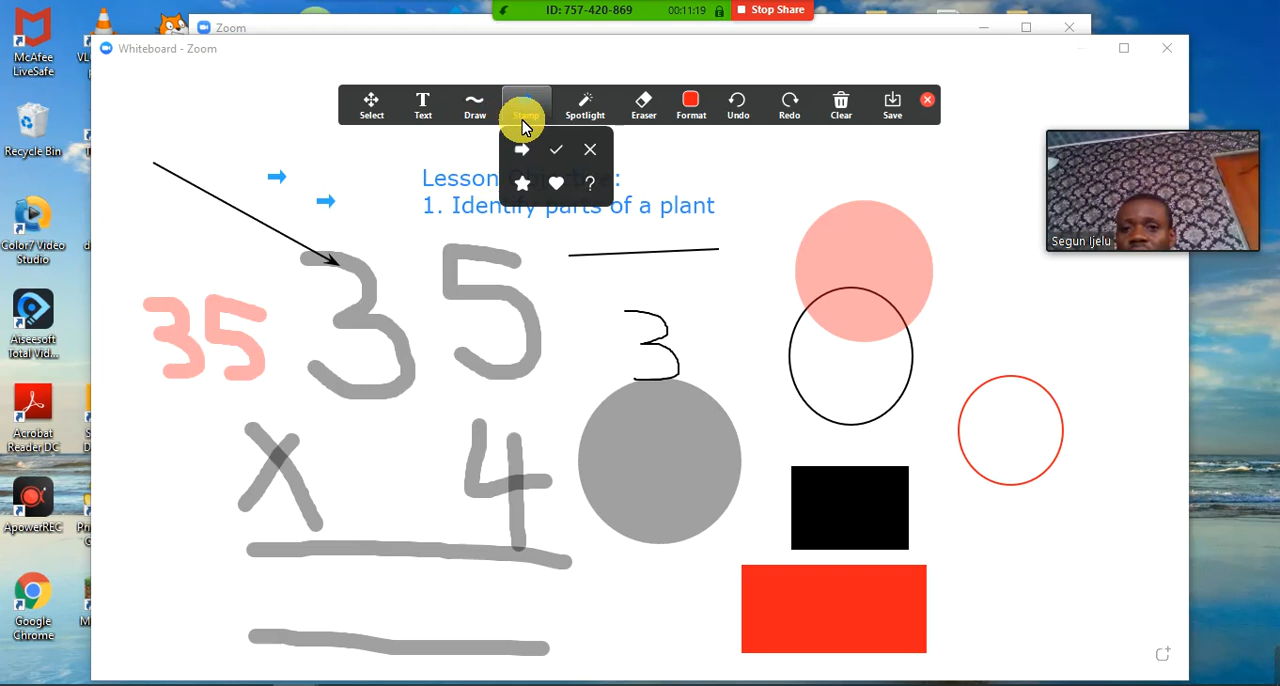 ID: 757-420-869
00:11:19
Stop Share
Zoom
Whiteboard - Zoom
McAfee
LiveSafe
Recycle Bin
Color7 Video
Studio
Aiseesoft
Total Vid...
Acrobat
Reader DC
ApowerREC
Google
Chrome
Select
Text
Draw
Stamp
Spotlight
Eraser
Format
Undo
Redo
Clear
Save
Segun Ijelu
Lesson Objective:
1. Identify parts of a plant
35
35
3
x 4